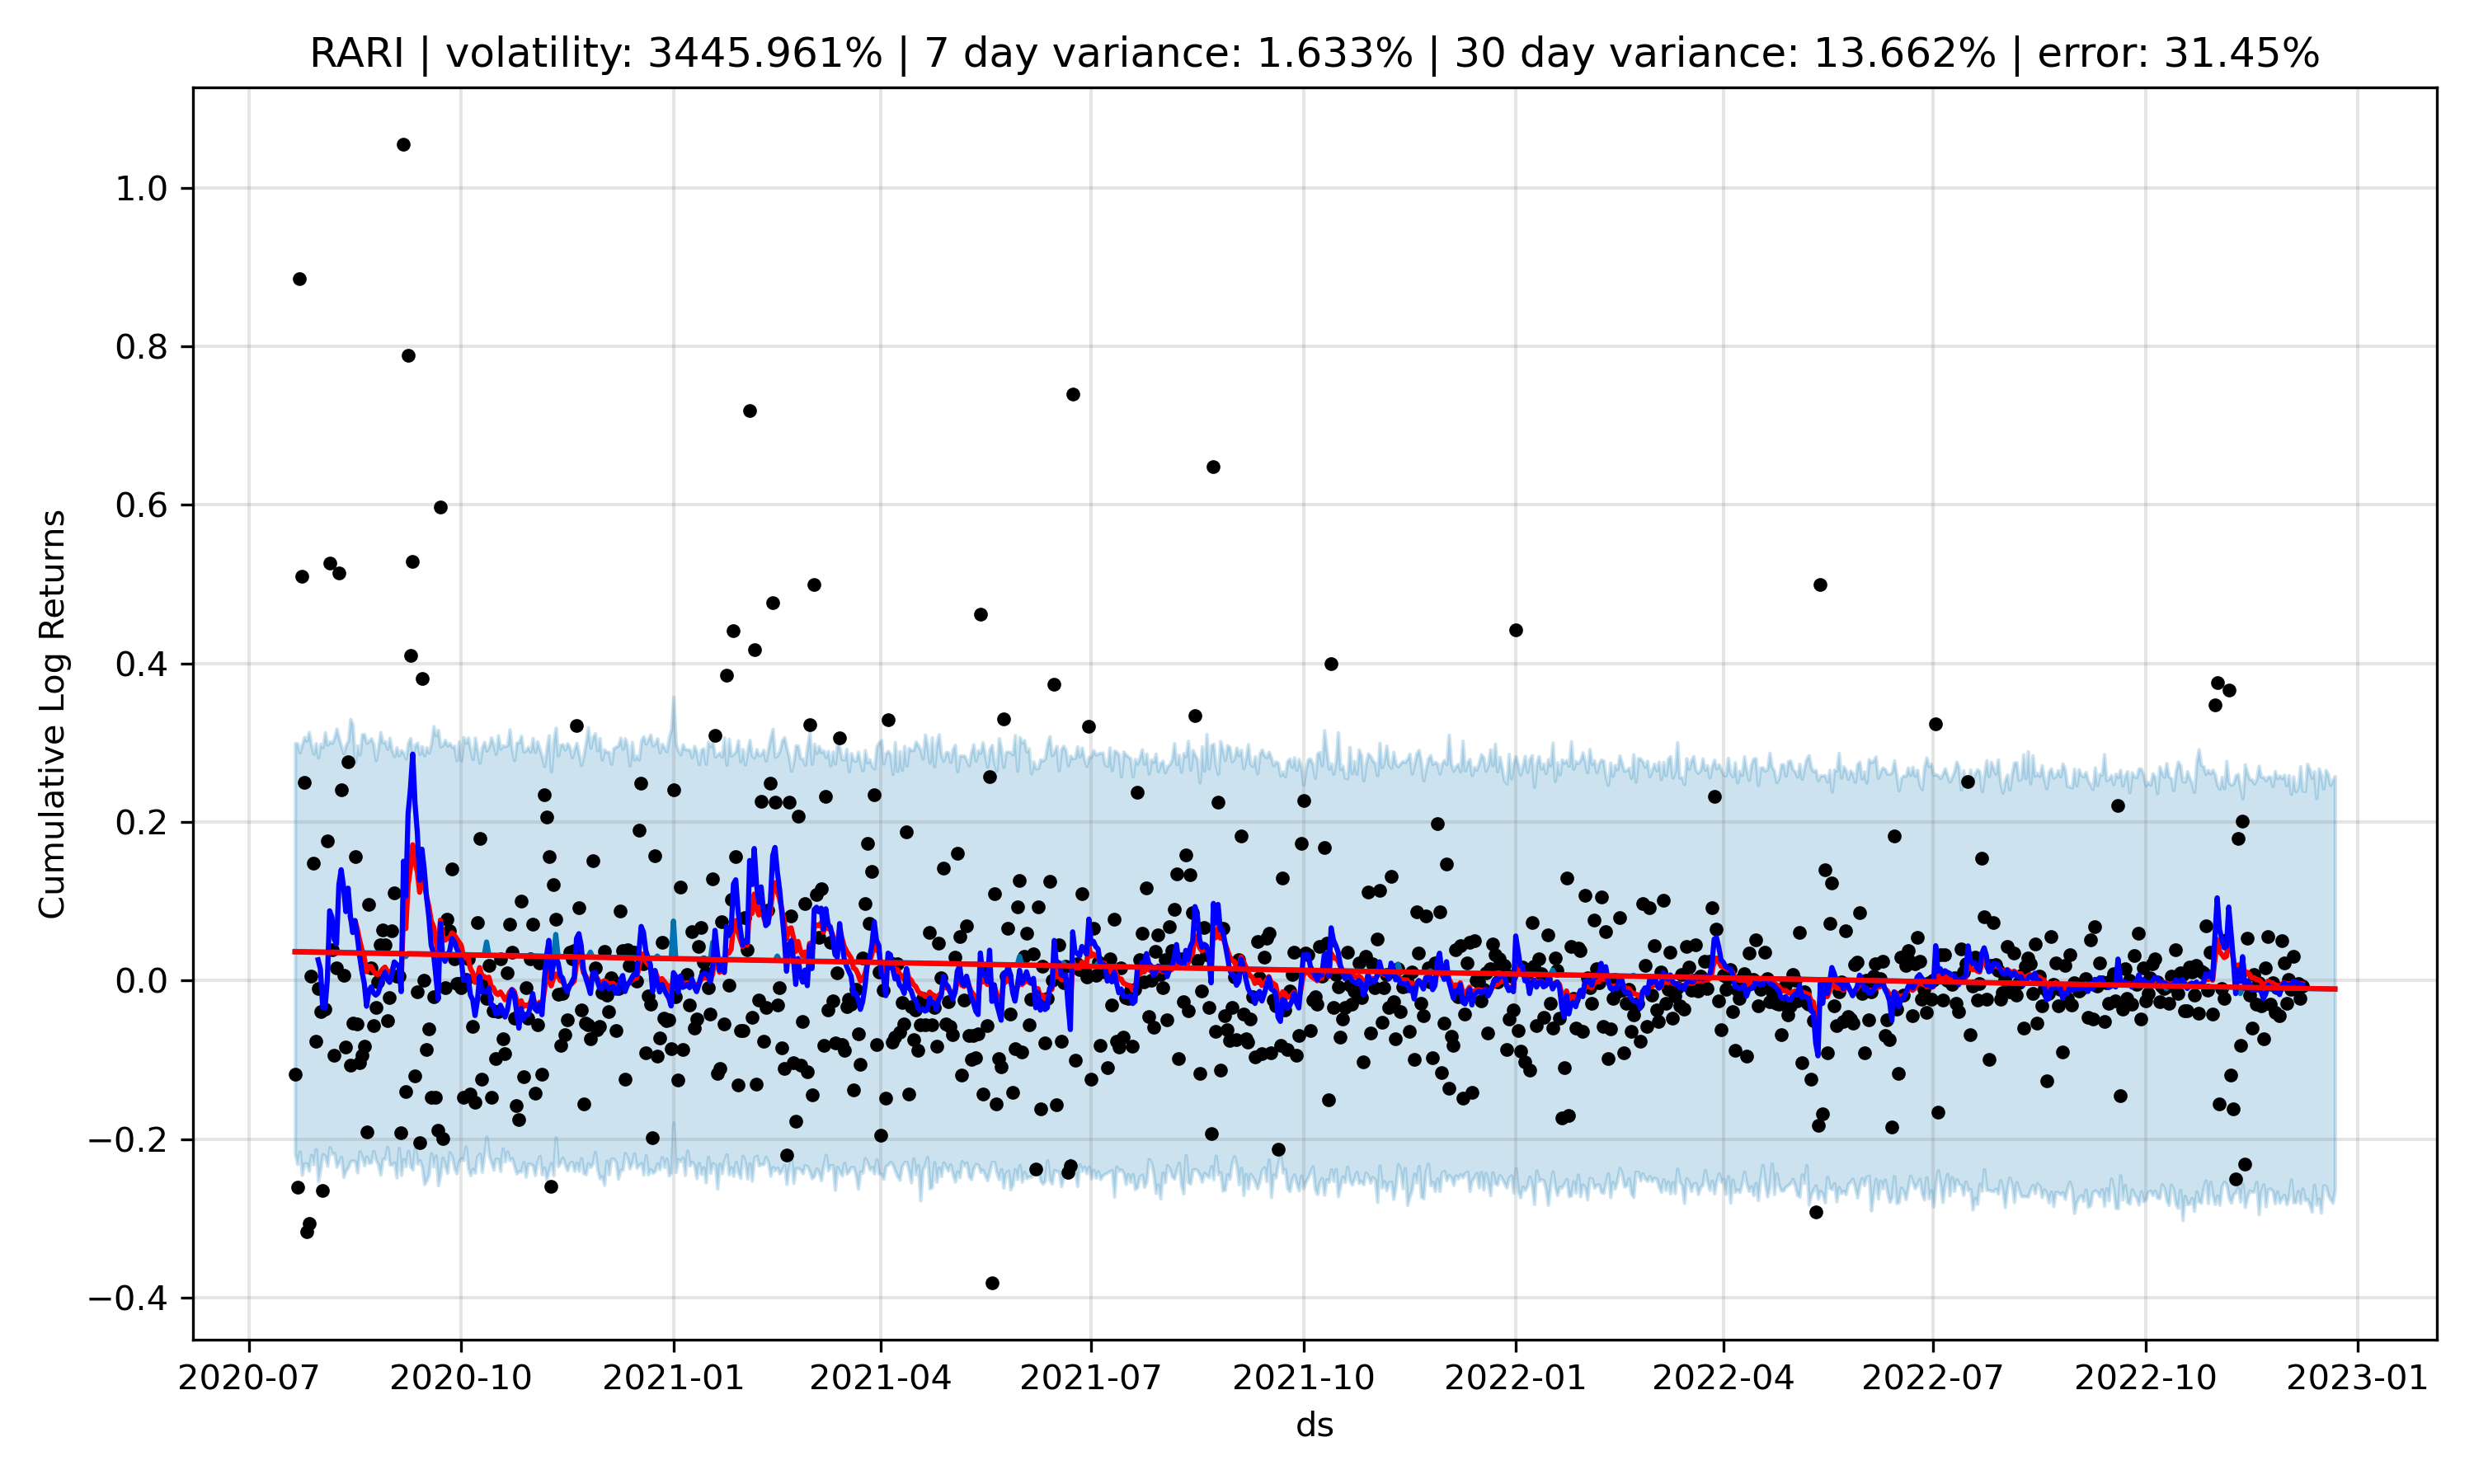 RARI | volatility: 3445.961% | 7 day variance: 1.633% | 30 day variance: 13.662% | error: 31.45%
Cumulative Log Returns
1.0
0.8
0.6
0.4
0.2
0.0
−0.2
−0.4
2020-07 2020-10 2021-01 2021-04 2021-07 2021-10 2022-01 2022-04 2022-07 2022-10 2023-01
ds